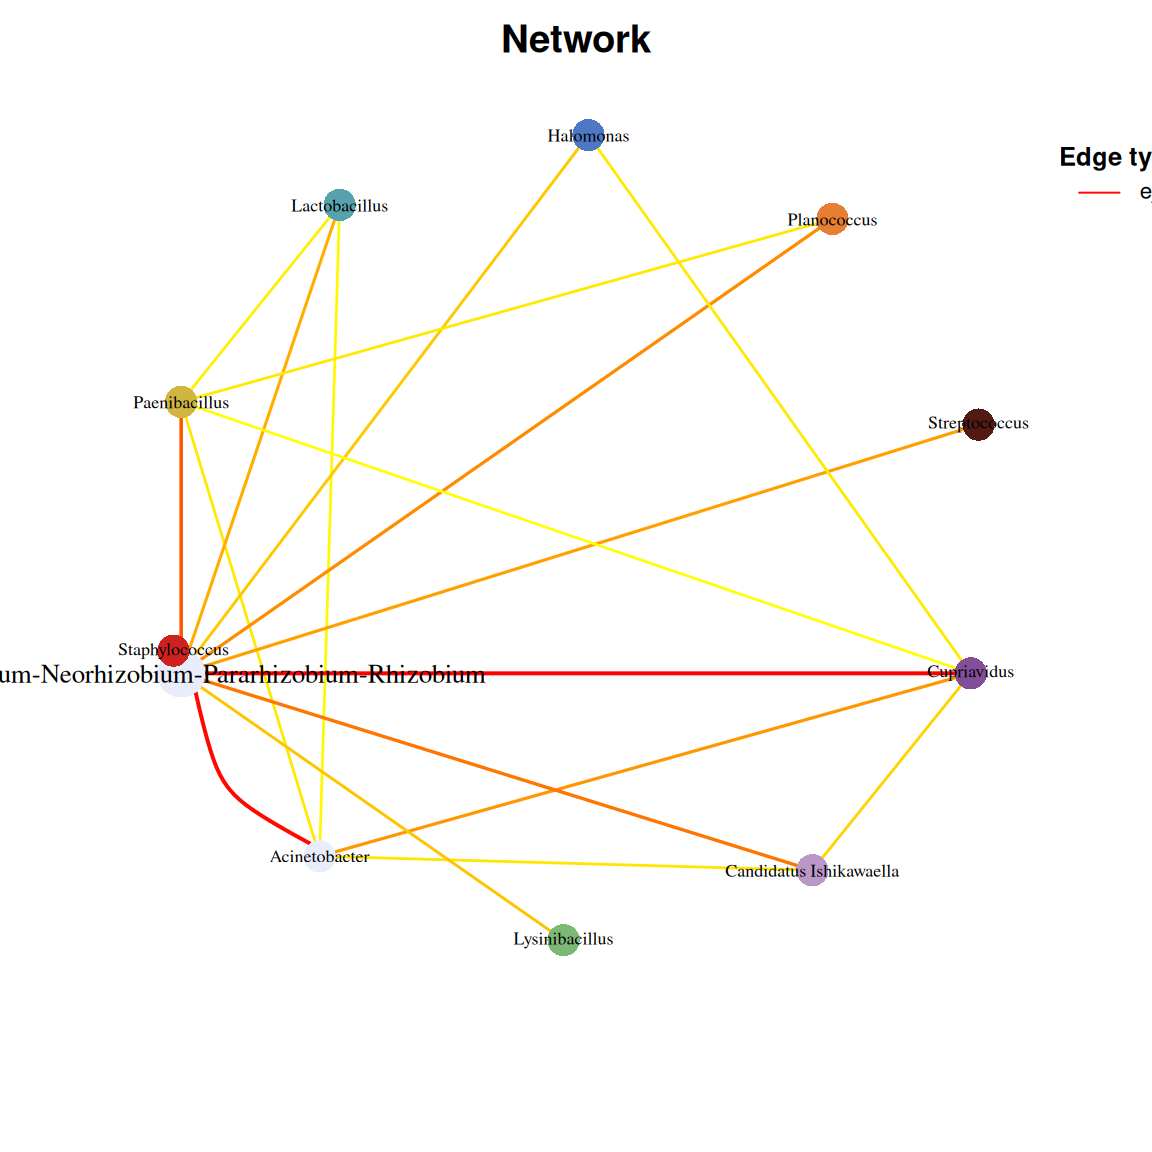 Network
Halomonas
Edge ty
Lactobacillus
Planococcus
Paenibacillus
Streptococcus
Staphylococcus
um-Neorhizobium-Pararhizobium-Rhizobium
Cupriavidus
Acinetobacter
Candidatus Ishikawaella
Lysinibacillus